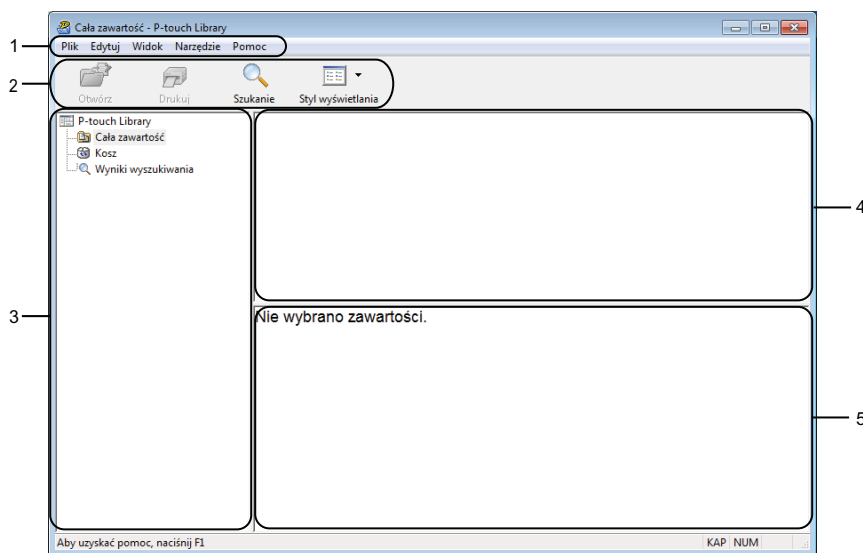 Cała zawartość - P-touch Library
1
Plik Edytuj Widok Narzędzie Pomoc
2
Otwórz Drukuj Szukanie Styl wyświetlania
P-touch Library
Cała zawartość
Kosz
Wyniki wyszukiwania
4
3
Nie wybrano zawartości.
5
Aby uzyskać pomoc, naciśnij F1 KAP NUM